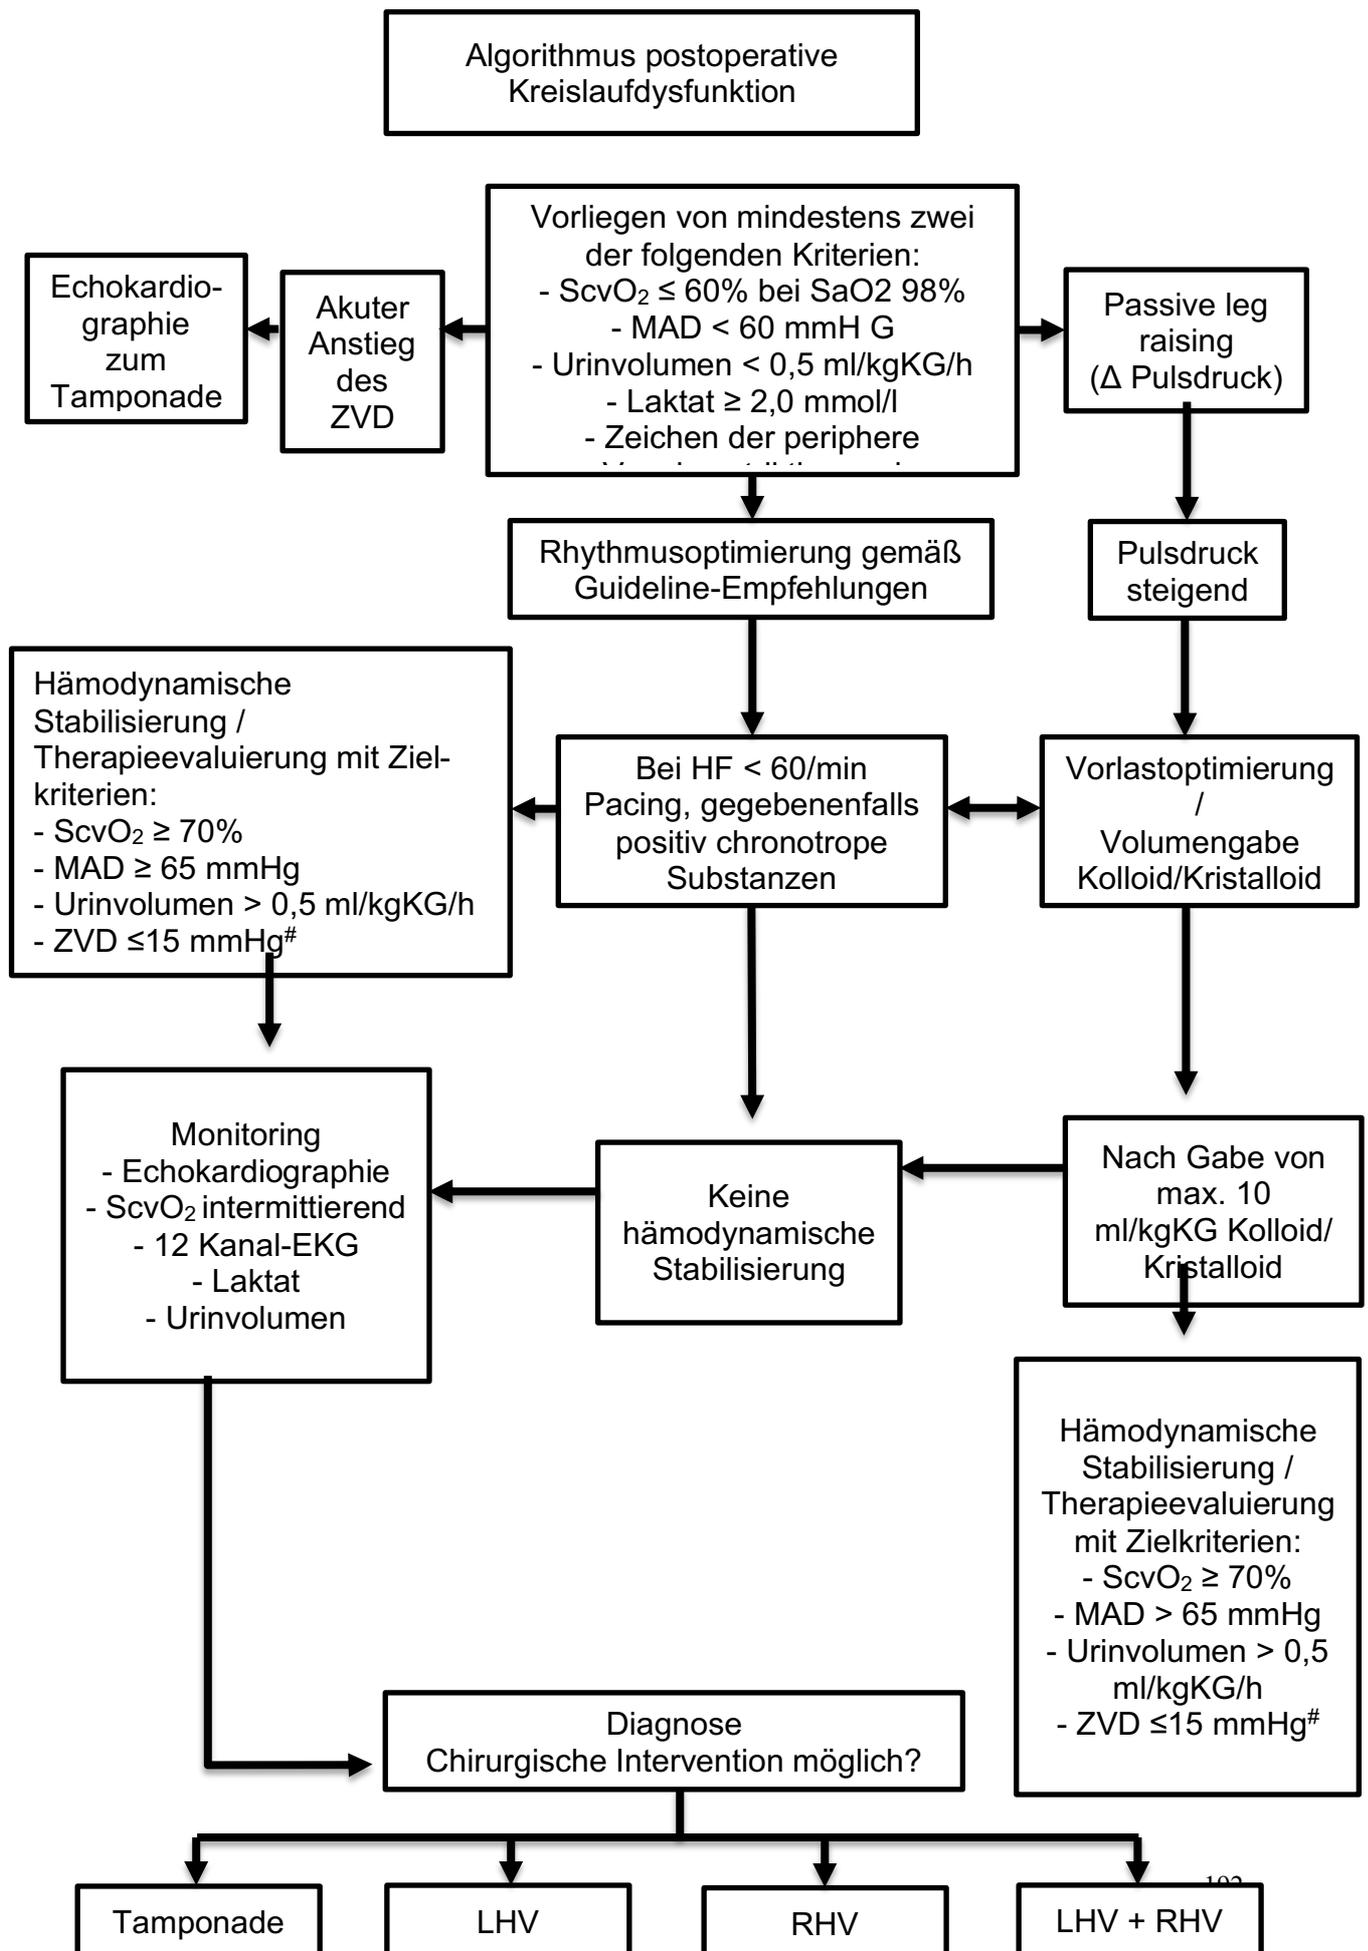 Algorithmus postoperative
Kreislaufdysfunktion
Vorliegen von mindestens zwei
der folgenden Kriterien:
- ScvO₂ ≤ 60% bei SaO2 98%
- MAD < 60 mmH G
- Urinvolumen < 0,5 ml/kgKG/h
- Laktat ≥ 2,0 mmol/l
- Zeichen der periphere
Echokardio-
graphie
zum
Tamponade
Akuter
Anstieg
des
ZVD
Passive leg
raising
(Δ Pulsdruck)
Rhythmusoptimierung gemäß
Guideline-Empfehlungen
Pulsdruck
steigend
Hämodynamische
Stabilisierung /
Therapieevaluierung mit Ziel-
kriterien:
- ScvO₂ ≥ 70%
- MAD ≥ 65 mmHg
- Urinvolumen > 0,5 ml/kgKG/h
- ZVD ≤15 mmHg#
Bei HF < 60/min
Pacing, gegebenenfalls
positiv chronotrope
Substanzen
Vorlastoptimierung
/
Volumengabe
Kolloid/Kristalloid
Monitoring
- Echokardiographie
- ScvO₂ intermittierend
- 12 Kanal-EKG
- Laktat
- Urinvolumen
Keine
hämodynamische
Stabilisierung
Nach Gabe von
max. 10
ml/kgKG Kolloid/
Kristalloid
Hämodynamische
Stabilisierung /
Therapieevaluierung
mit Zielkriterien:
- ScvO₂ ≥ 70%
- MAD > 65 mmHg
- Urinvolumen > 0,5
ml/kgKG/h
- ZVD ≤15 mmHg#
Diagnose
Chirurgische Intervention möglich?
Tamponade
LHV
RHV
LHV + RHV